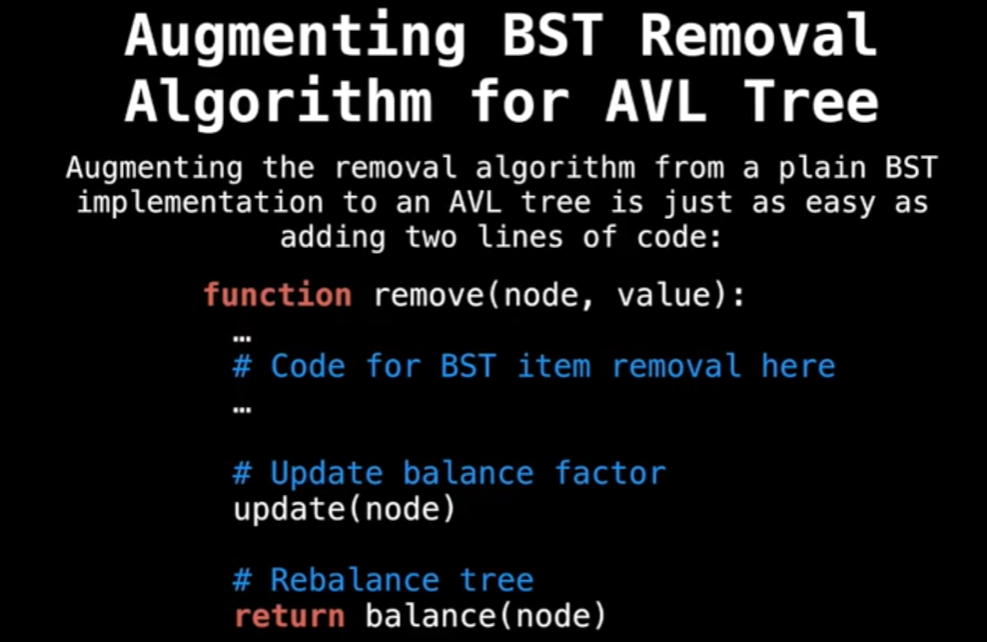 Augmenting BST Removal
Algorithm for AVL Tree
Augmenting the removal algorithm from a plain BST
implementation to an AVL tree is just as easy as
adding two lines of code:
function remove(node, value):
…
# Code for BST item removal here
…
# Update balance factor
update(node)
# Rebalance tree
return balance(node)